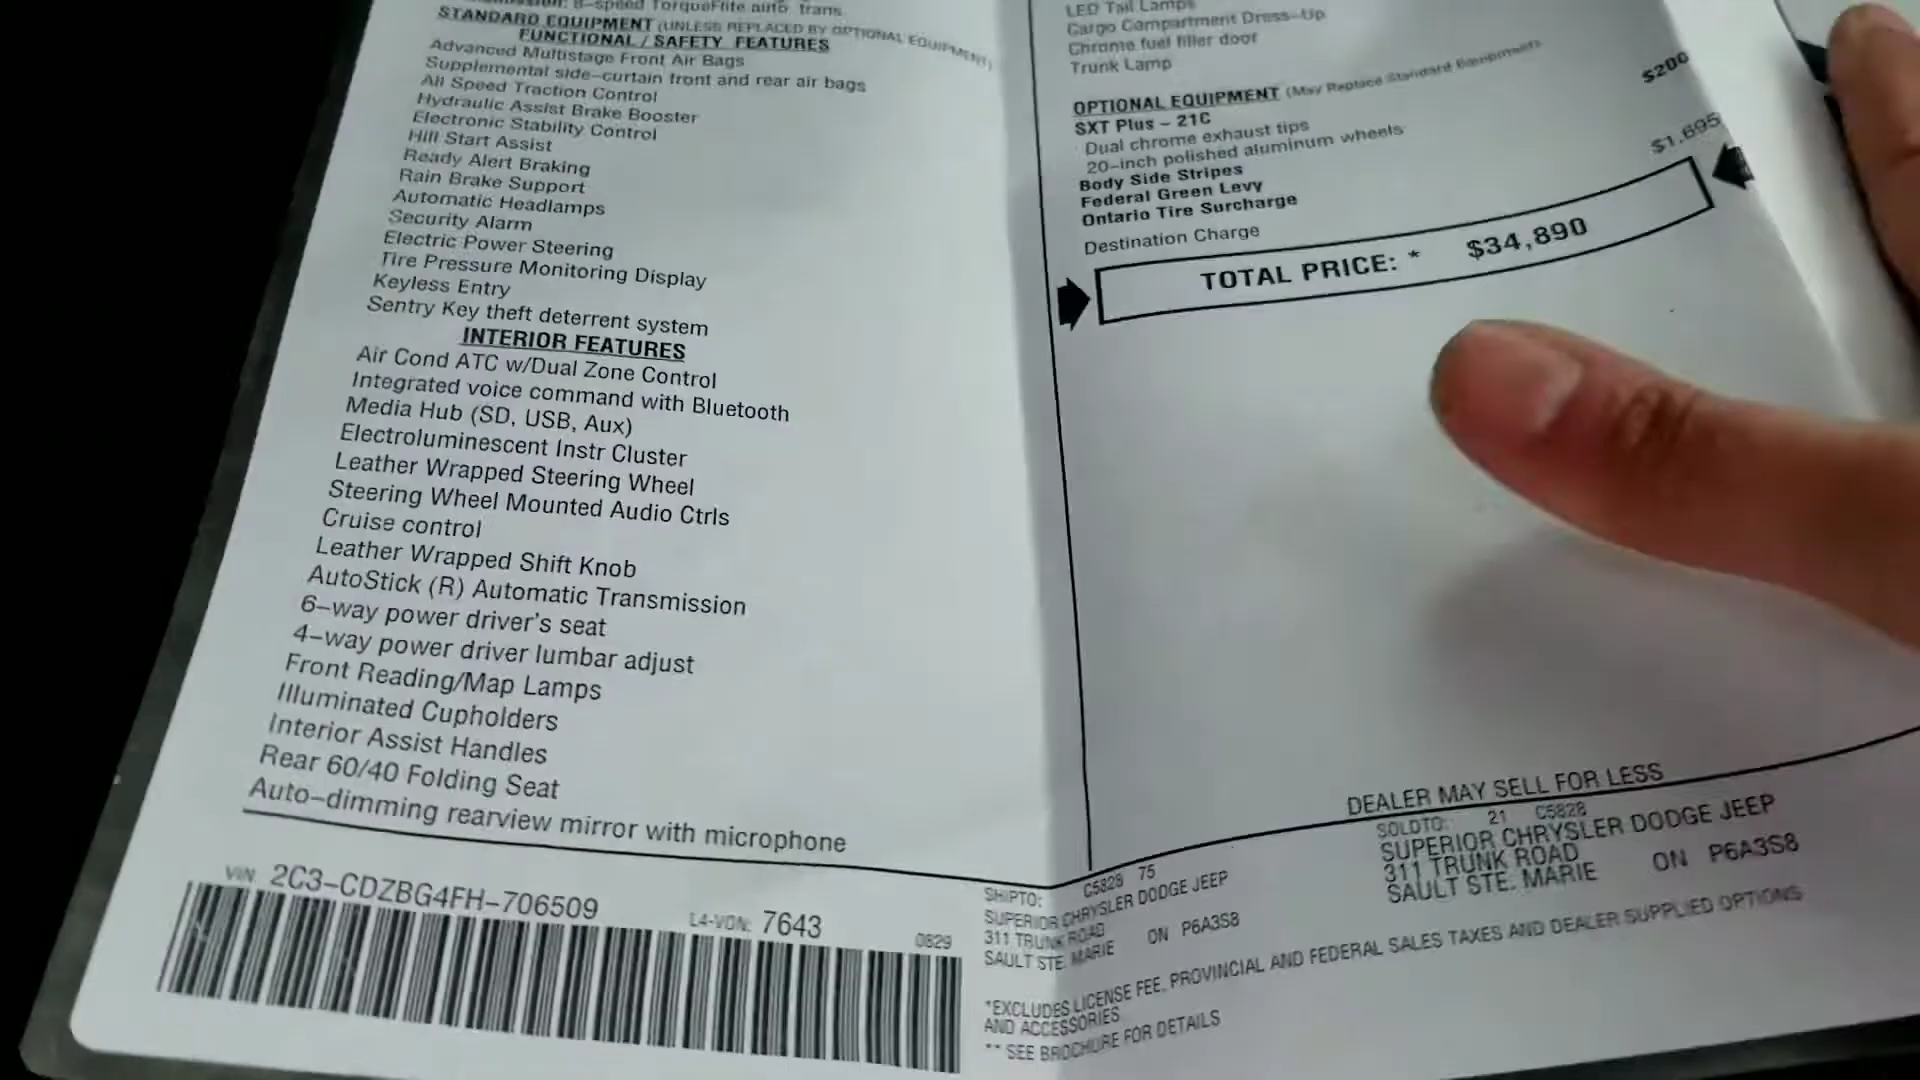 8-speed TorqueFlite auto trans
STANDARD EQUIPMENT (UNLESS REPLACED BY OPTIONAL EQUIPMENT)
FUNCTIONAL / SAFETY FEATURES
Advanced Multistage Front Air Bags
Supplemental side-curtain front and rear air bags
All Speed Traction Control
Hydraulic Assist Brake Booster
Electronic Stability Control
Hill Start Assist
Ready Alert Braking
Rain Brake Support
Automatic Headlamps
Security Alarm
Electric Power Steering
Tire Pressure Monitoring Display
Keyless Entry
Sentry Key theft deterrent system
INTERIOR FEATURES
Air Cond ATC w/Dual Zone Control
Integrated voice command with Bluetooth
Media Hub (SD, USB, Aux)
Electroluminescent Instr Cluster
Leather Wrapped Steering Wheel
Steering Wheel Mounted Audio Ctrls
Cruise control
Leather Wrapped Shift Knob
AutoStick (R) Automatic Transmission
6-way power driver's seat
4-way power driver lumbar adjust
Front Reading/Map Lamps
Illuminated Cupholders
Interior Assist Handles
Rear 60/40 Folding Seat
Auto-dimming rearview mirror with microphone
VIN 2C3-CDZBG4FH-706509
L4-VON: 7643
0829
LED Tail Lamps
Cargo Compartment Dress-Up
Chrome fuel filler door
Trunk Lamp
OPTIONAL EQUIPMENT (May Replace Standard Equipment)
SXT Plus - 21C
Dual chrome exhaust tips
20-inch polished aluminum wheels
Body Side Stripes $200
Federal Green Levy
Ontario Tire Surcharge
Destination Charge $1,695
TOTAL PRICE: * $34,890
DEALER MAY SELL FOR LESS
SOLDTO: 21 C5828
SUPERIOR CHRYSLER DODGE JEEP
311 TRUNK ROAD
SAULT STE. MARIE ON P6A3S8
SHIPTO: C5828 75
SUPERIOR CHRYSLER DODGE JEEP
311 TRUNK ROAD
SAULT STE. MARIE ON P6A3S8
*EXCLUDES LICENSE FEE, PROVINCIAL AND FEDERAL SALES TAXES AND DEALER SUPPLIED OPTIONS
AND ACCESSORIES
** SEE BROCHURE FOR DETAILS